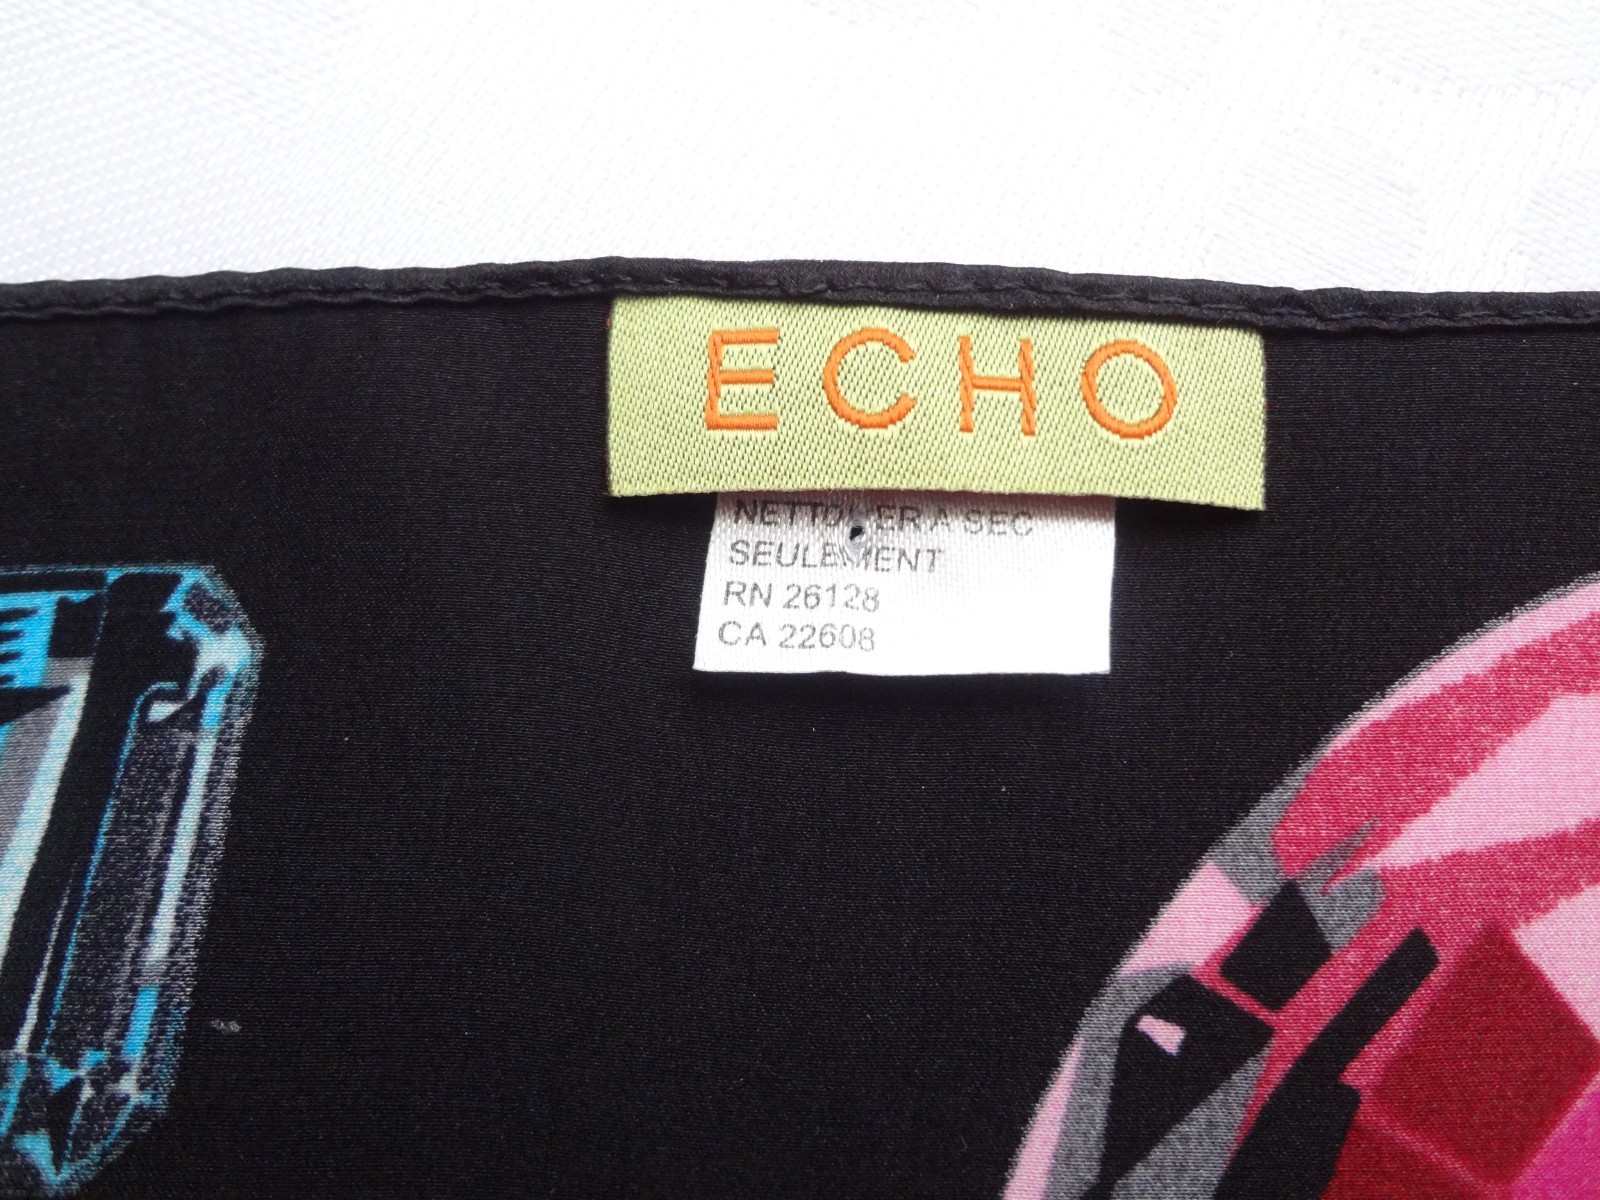 ECHO
NETTOYER A SEC
SEULEMENT
RN 26128
CA 22608